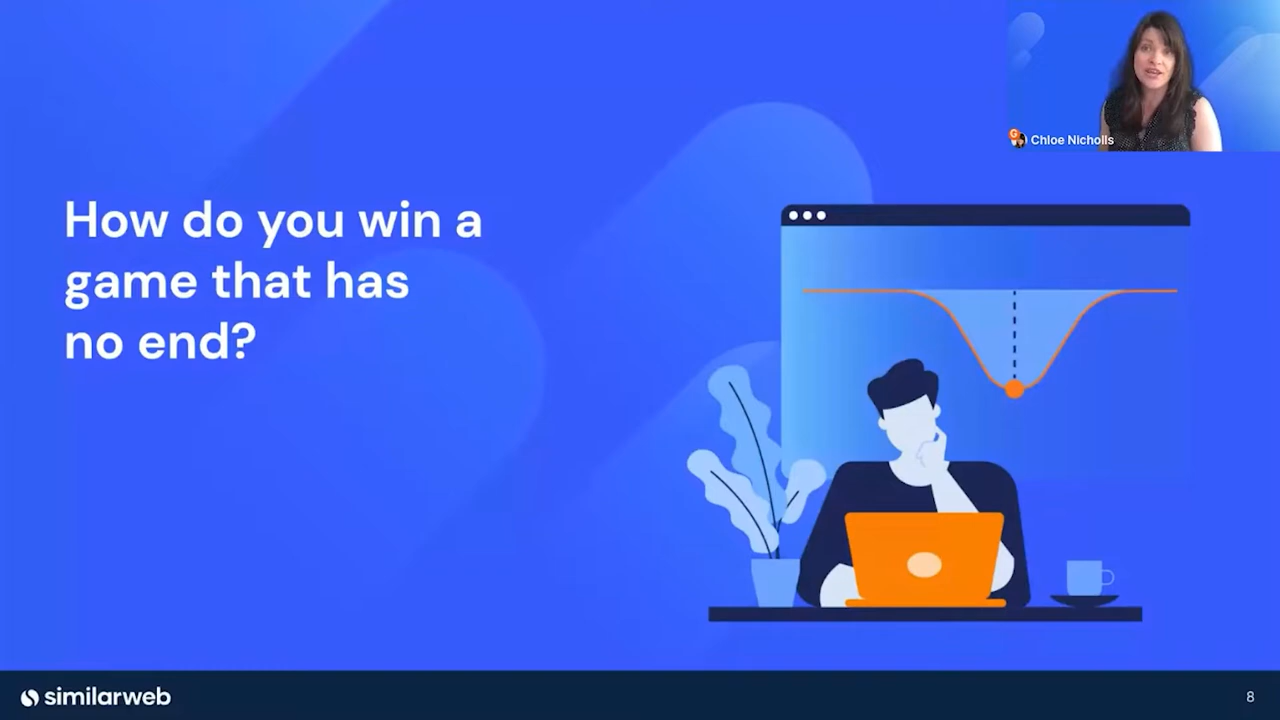 Chloe Nicholls
How do you win a
game that has
no end?
similarweb
8